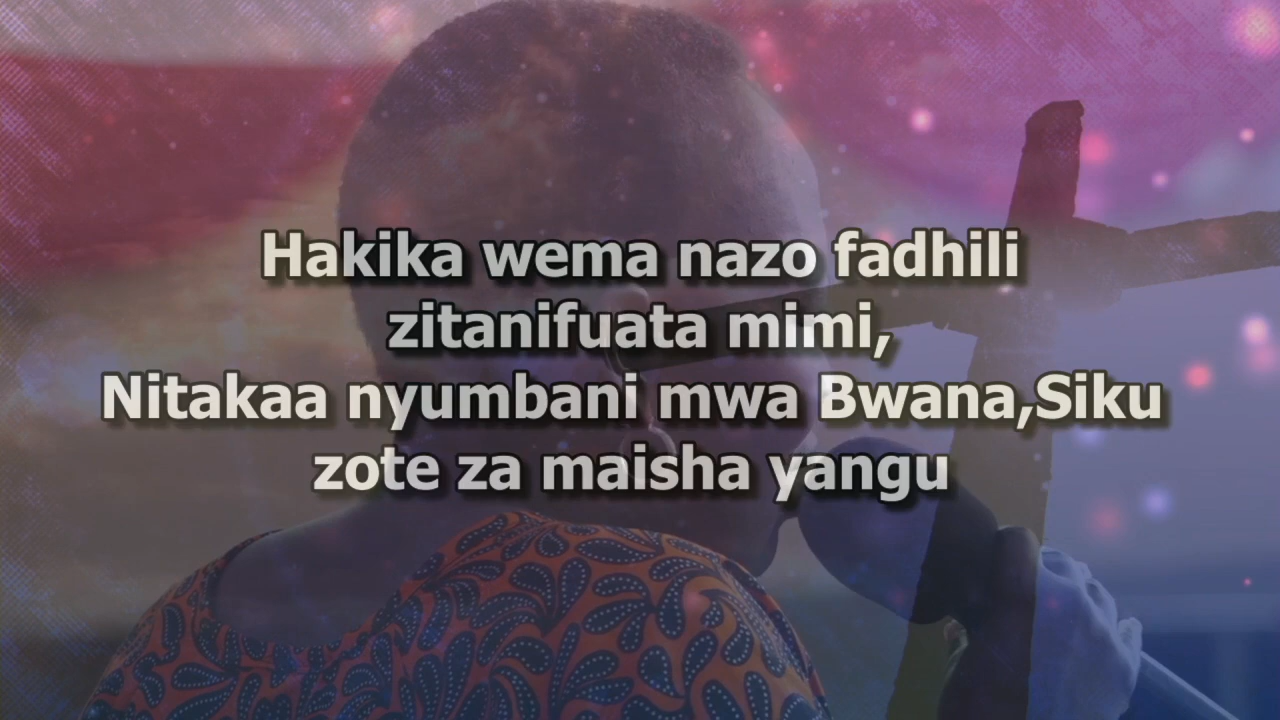 Hakika wema nazo fadhili
zitanifuata mimi,
Nitakaa nyumbani mwa Bwana,Siku
zote za maisha yangu